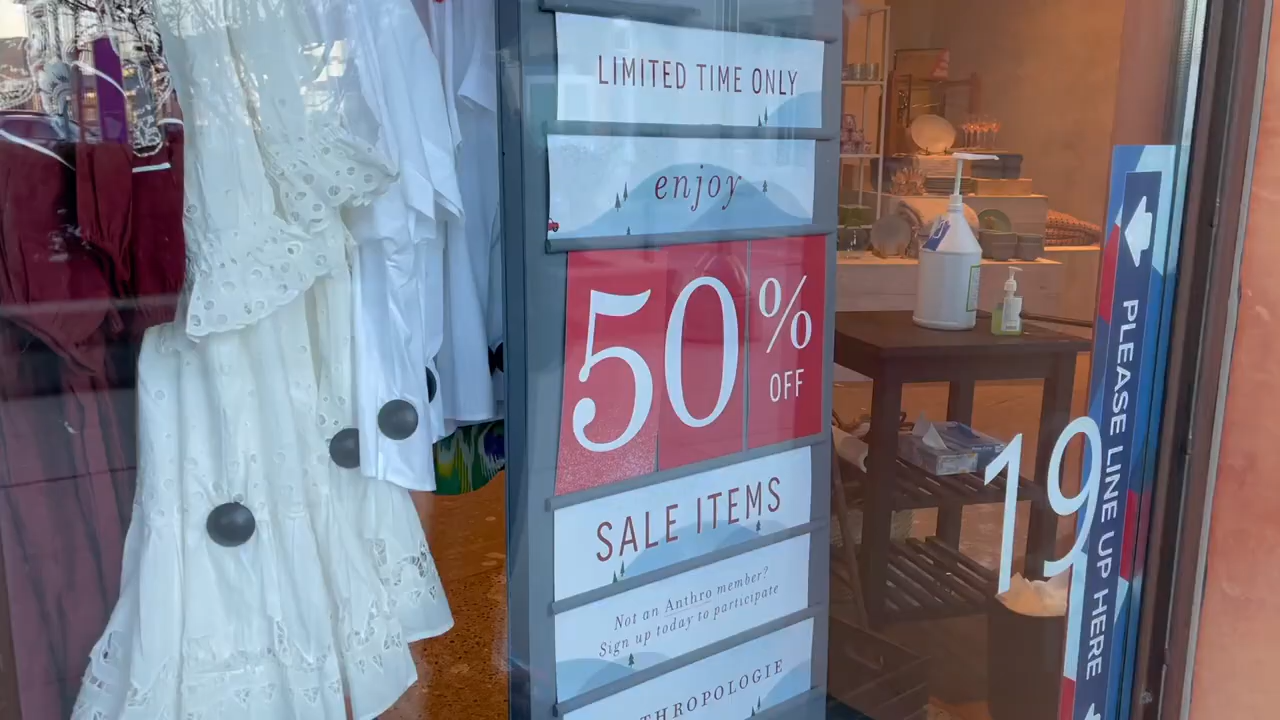 LIMITED TIME ONLY
enjoy
50%
OFF
SALE ITEMS
Not an Anthro member?
Sign up today to participate
THROPOLOGIE
19
PLEASE LINE UP HERE